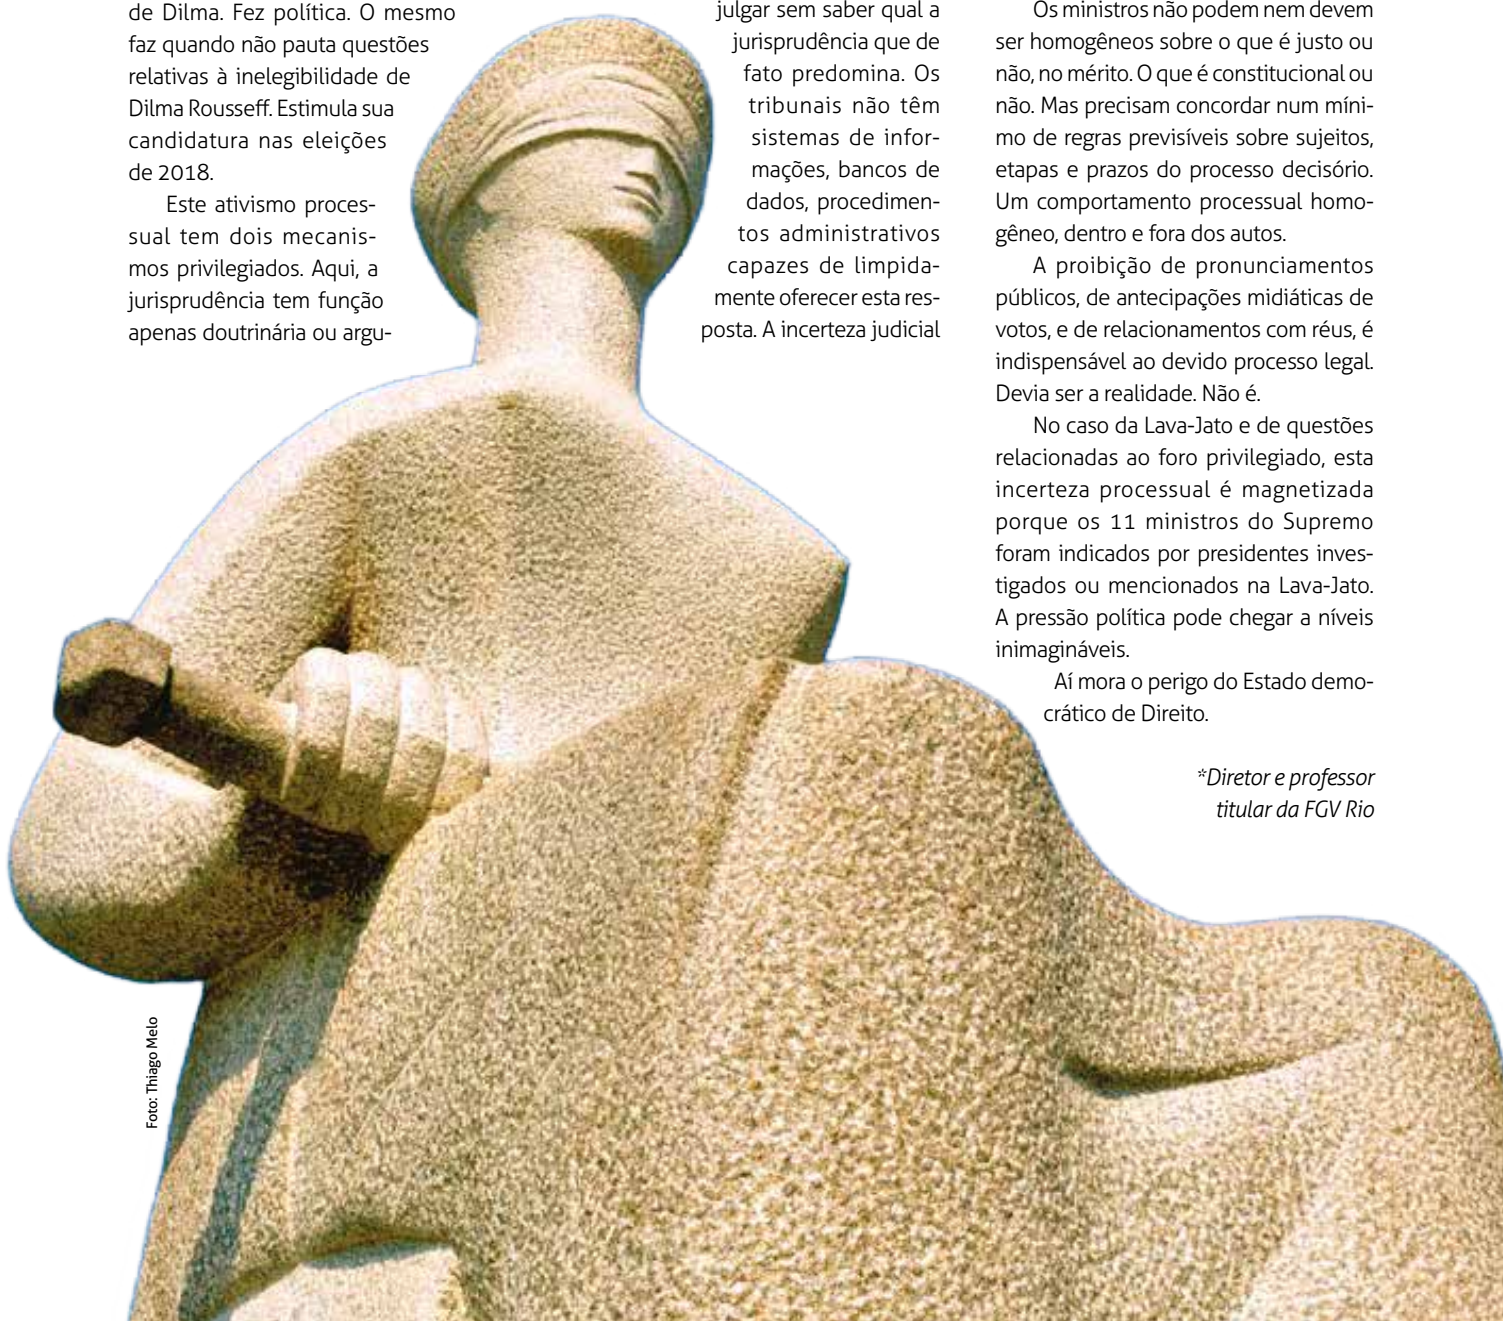 de Dilma. Fez política. O mesmo
faz quando não pauta questões
relativas à inelegibilidade de
Dilma Rousseff. Estimula sua
candidatura nas eleições
de 2018.
Este ativismo proces-
sual tem dois mecanis-
mos privilegiados. Aqui, a
jurisprudência tem função
apenas doutrinária ou argu-
julgar sem saber qual a
jurisprudência que de
fato predomina. Os
tribunais não têm
sistemas de infor-
mações, bancos de
dados, procedimen-
tos administrativos
capazes de limpida-
mente oferecer esta res-
posta. A incerteza judicial
Os ministros não podem nem devem
ser homogêneos sobre o que é justo ou
não, no mérito. O que é constitucional ou
não. Mas precisam concordar num míni-
mo de regras previsíveis sobre sujeitos,
etapas e prazos do processo decisório.
Um comportamento processual homo-
gêneo, dentro e fora dos autos.
A proibição de pronunciamentos
públicos, de antecipações midiáticas de
votos, e de relacionamentos com réus, é
indispensável ao devido processo legal.
Devia ser a realidade. Não é.
No caso da Lava-Jato e de questões
relacionadas ao foro privilegiado, esta
incerteza processual é magnetizada
porque os 11 ministros do Supremo
foram indicados por presidentes inves-
tigados ou mencionados na Lava-Jato.
A pressão política pode chegar a níveis
inimagináveis.
Aí mora o perigo do Estado demo-
crático de Direito.
*Diretor e professor
titular da FGV Rio
Foto: Thiago Melo